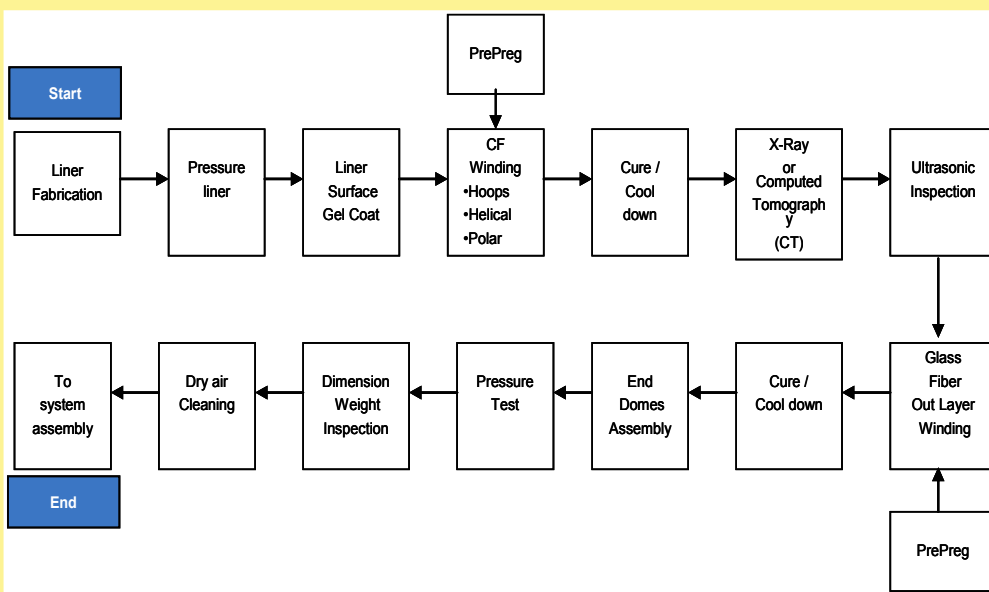 PrePreg
Start
Liner
Fabrication
Pressure
liner
Liner
Surface
Gel Coat
CF
Winding
•Hoops
•Helical
•Polar
Cure /
Cool
down
X-Ray
or
Computed
Tomograph
y
(CT)
Ultrasonic
Inspection
To
system
assembly
Dry air
Cleaning
Dimension
Weight
Inspection
Pressure
Test
End
Domes
Assembly
Cure /
Cool down
Glass
Fiber
Out Layer
Winding
End
PrePreg